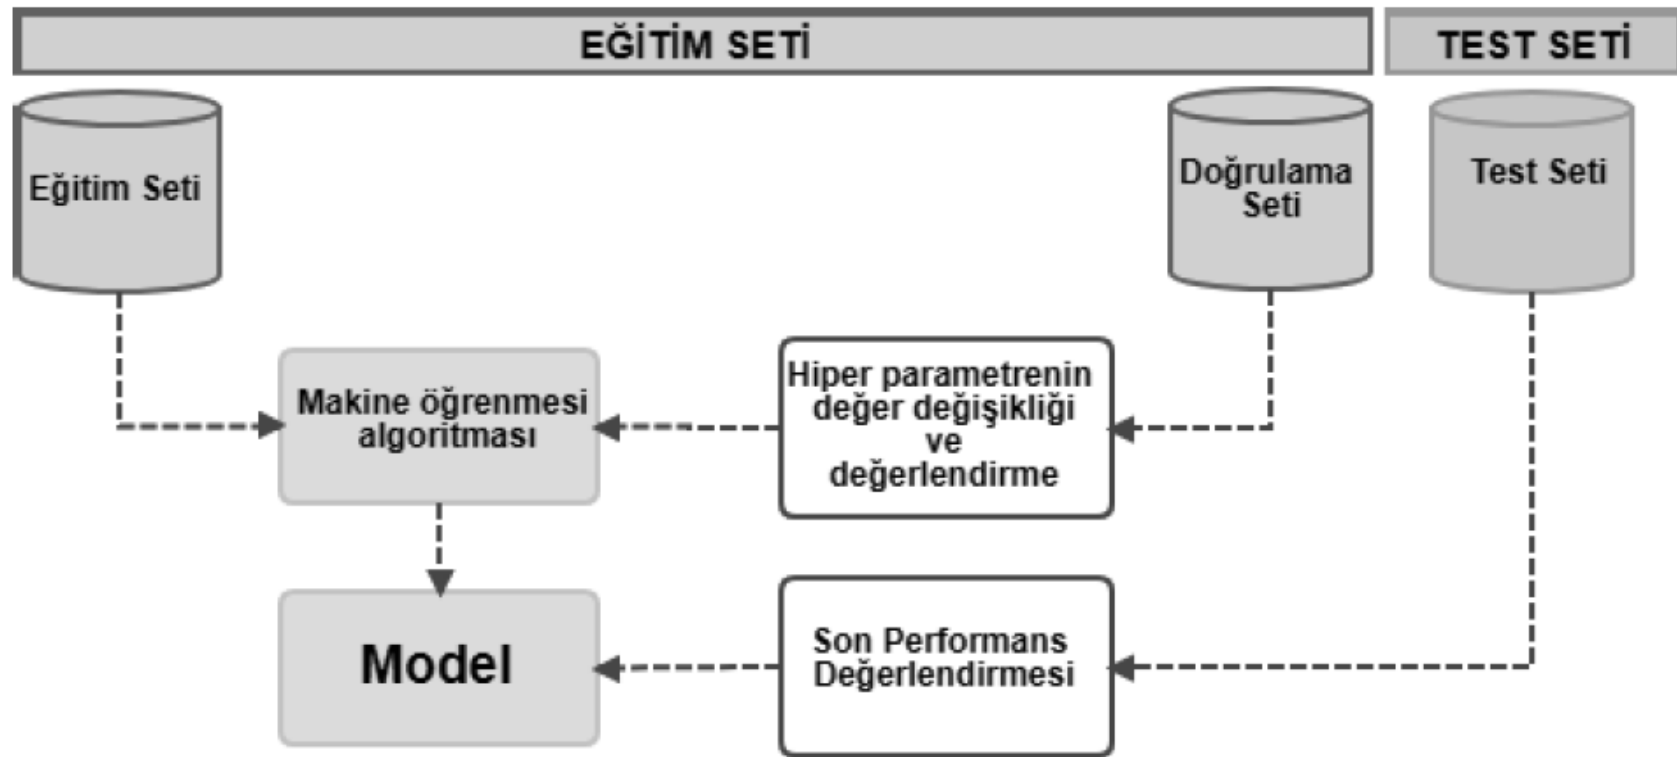 EĞİTİM SETİ
TEST SETİ
Eğitim Seti
Doğrulama
Seti
Test Seti
Makine öğrenmesi
algoritması
Hiper parametrenin
değer değişikliği
ve
değerlendirme
Model
Son Performans
Değerlendirmesi